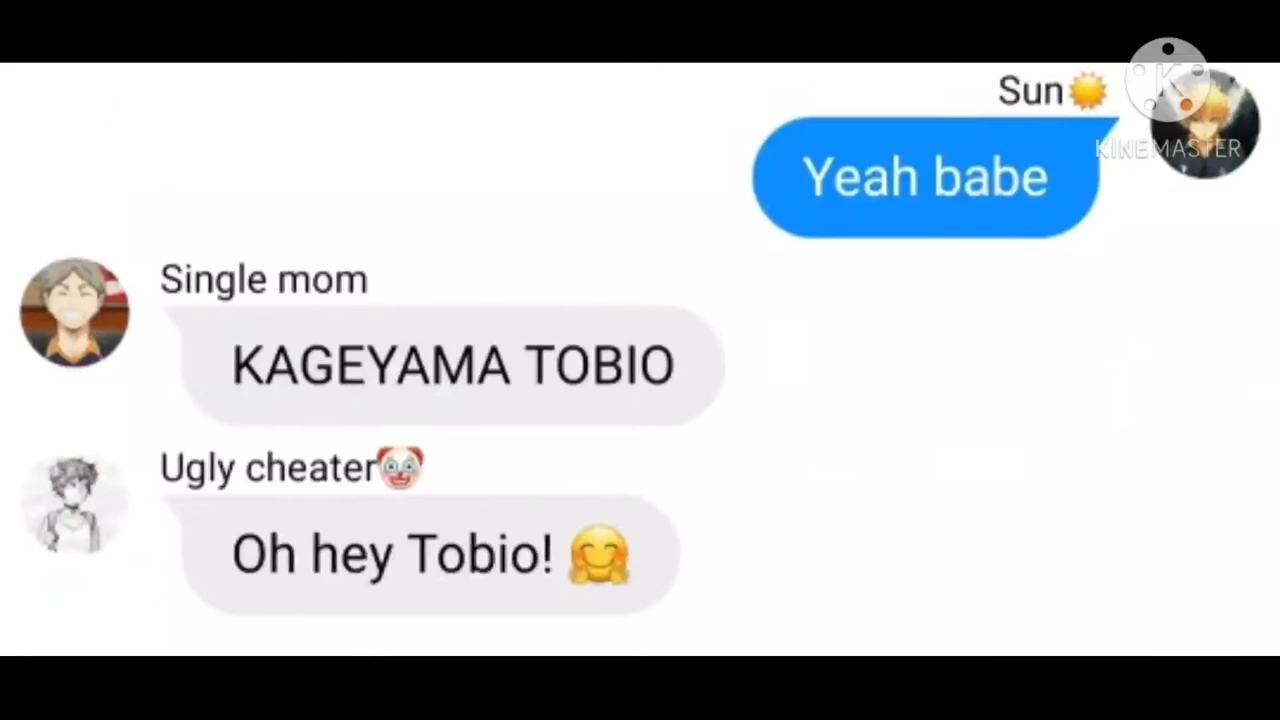 Sun☀️
KINEMASTER
Yeah babe
Single mom
KAGEYAMA TOBIO
Ugly cheater🤡
Oh hey Tobio! 🤗